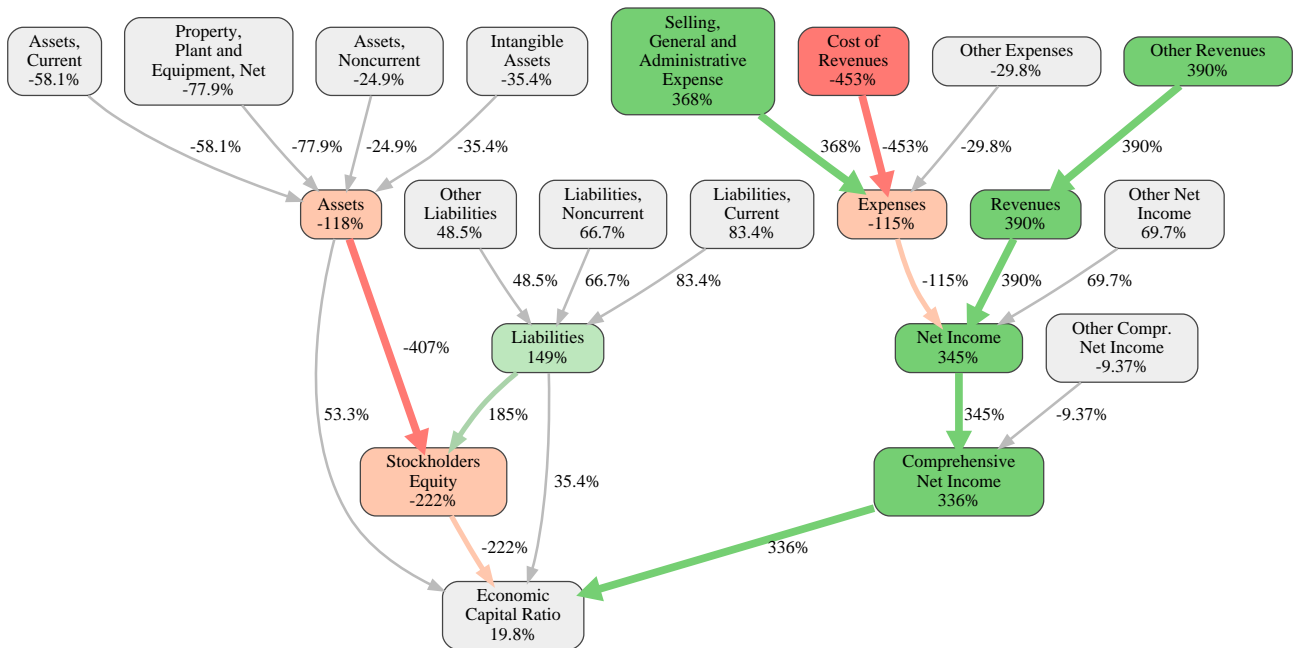 Assets,
Current
-58.1%
Property,
Plant and
Equipment, Net
-77.9%
Assets,
Noncurrent
-24.9%
Intangible
Assets
-35.4%
Selling,
General and
Administrative
Expense
368%
Cost of
Revenues
-453%
Other Expenses
-29.8%
Other Revenues
390%
-58.1%
-77.9%
-24.9%
-35.4%
368%
-453%
-29.8%
390%
Assets
-118%
Other
Liabilities
48.5%
Liabilities,
Noncurrent
66.7%
Liabilities,
Current
83.4%
Expenses
-115%
Revenues
390%
Other Net
Income
69.7%
48.5%
66.7%
83.4%
-115%
390%
69.7%
-407%
Liabilities
149%
Net Income
345%
Other Compr.
Net Income
-9.37%
53.3%
185%
345%
-9.37%
Stockholders
Equity
-222%
35.4%
Comprehensive
Net Income
336%
-222%
336%
Economic
Capital Ratio
19.8%